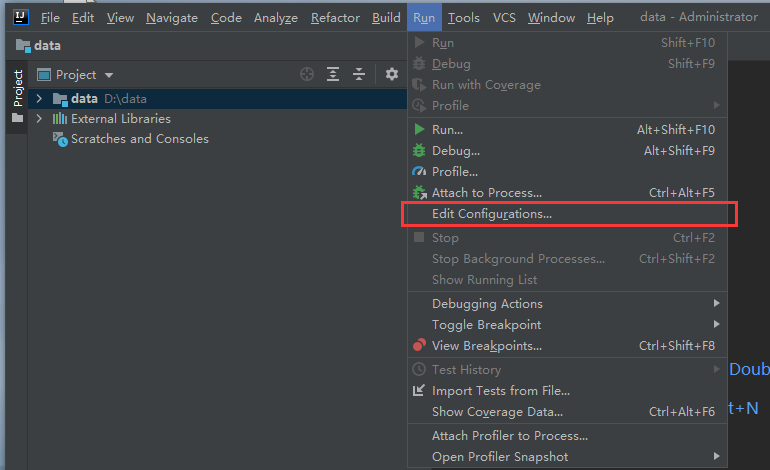 IJ File Edit View Navigate Code Analyze Refactor Build Run Tools VCS Window Help data - Administrator
data
Project
Project
data D:\data
External Libraries
Scratches and Consoles
Run Shift+F10
Debug Shift+F9
Run with Coverage
Profile
Run... Alt+Shift+F10
Debug... Alt+Shift+F9
Profile...
Attach to Process... Ctrl+Alt+F5
Edit Configurations...
Stop Ctrl+F2
Stop Background Processes... Ctrl+Shift+F2
Show Running List
Debugging Actions
Toggle Breakpoint
View Breakpoints... Ctrl+Shift+F8
Test History
Import Tests from File...
Show Coverage Data... Ctrl+Alt+F6
Attach Profiler to Process...
Open Profiler Snapshot
Doub
t+N